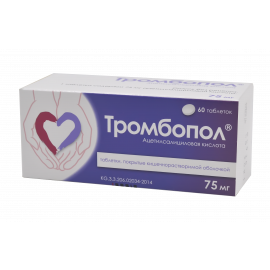 60 таблеток
Тромбопол®
Ацетилсалициловая кислота
таблетки, покрытые кишечнорастворимой оболочкой
75 мг